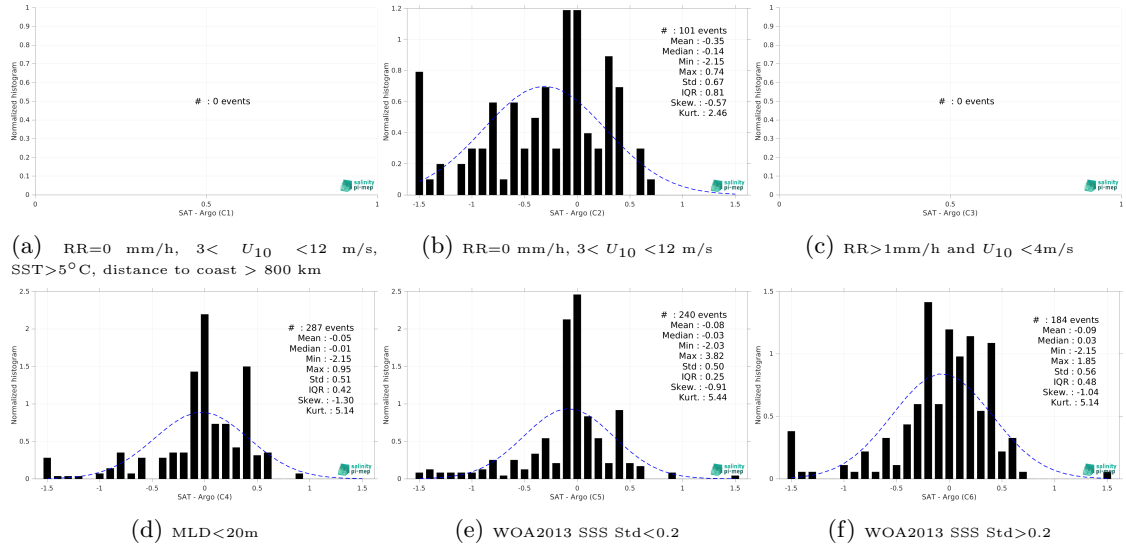 1
0.9
0.8
0.7
0.6
0.5
0.4
0.3
0.2
0.1
0
Normalized histogram
# : 0 events
salinity
pi-mep
0 0.5 1
SAT - Argo (C1)
(a) RR=0 mm/h, 3< U10 <12 m/s,
SST>5°C, distance to coast > 800 km
1.2
1
0.8
0.6
0.4
0.2
0
Normalized histogram
# : 101 events
Mean : -0.35
Median : -0.14
Min : -2.15
Max : 0.74
Std : 0.67
IQR : 0.81
Skew. : -0.57
Kurt. : 2.46
salinity
pi-mep
-1.5 -1 -0.5 0 0.5 1 1.5
SAT - Argo (C2)
(b) RR=0 mm/h, 3< U10 <12 m/s
1
0.9
0.8
0.7
0.6
0.5
0.4
0.3
0.2
0.1
0
Normalized histogram
# : 0 events
salinity
pi-mep
0 0.5 1
SAT - Argo (C3)
(c) RR>1mm/h and U10 <4m/s
2.5
2
1.5
1
0.5
0
Normalized histogram
# : 287 events
Mean : -0.05
Median : -0.01
Min : -2.15
Max : 0.95
Std : 0.51
IQR : 0.42
Skew. : -1.30
Kurt. : 5.14
salinity
pi-mep
-1.5 -1 -0.5 0 0.5 1 1.5
SAT - Argo (C4)
(d) MLD<20m
2.5
2
1.5
1
0.5
0
Normalized histogram
# : 240 events
Mean : -0.08
Median : -0.03
Min : -2.03
Max : 3.82
Std : 0.50
IQR : 0.25
Skew. : -0.91
Kurt. : 5.44
salinity
pi-mep
-1.5 -1 -0.5 0 0.5 1 1.5
SAT - Argo (C5)
(e) WOA2013 SSS Std<0.2
1.5
1
0.5
0
Normalized histogram
# : 184 events
Mean : -0.09
Median : 0.03
Min : -2.15
Max : 1.85
Std : 0.56
IQR : 0.48
Skew. : -1.04
Kurt. : 5.14
salinity
pi-mep
-1.5 -1 -0.5 0 0.5 1 1.5
SAT - Argo (C6)
(f) WOA2013 SSS Std>0.2